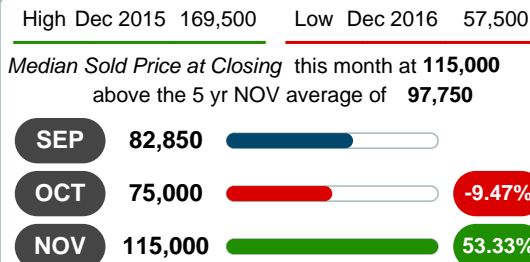 High Dec 2015 169,500 Low Dec 2016 57,500
Median Sold Price at Closing this month at 115,000
above the 5 yr NOV average of 97,750
SEP 82,850
OCT 75,000 -9.47%
NOV 115,000 53.33%